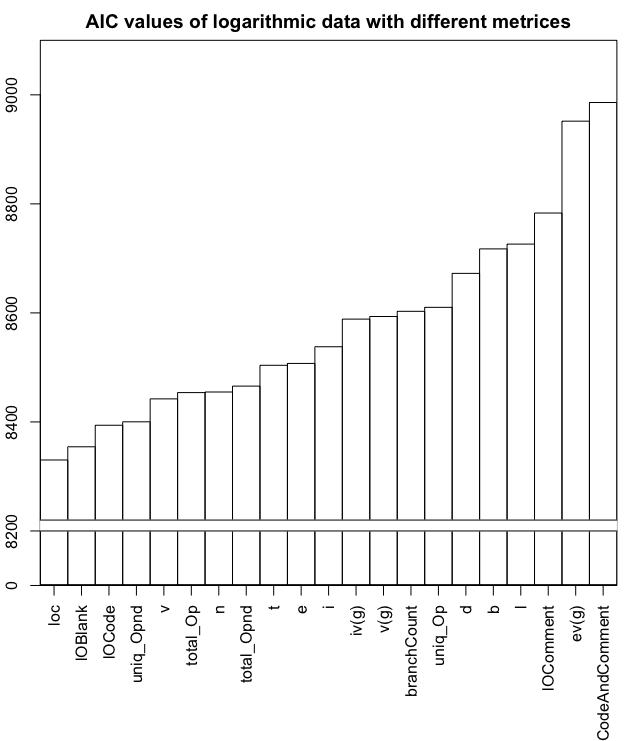 AIC values of logarithmic data with different metrices
9000
8800
8600
8400
8200
0
loc
lOBlank
lOCode
uniq_Opnd
v
total_Op
n
total_Opnd
t
e
i
iv(g)
v(g)
branchCount
uniq_Op
d
b
l
lOComment
ev(g)
CodeAndComment